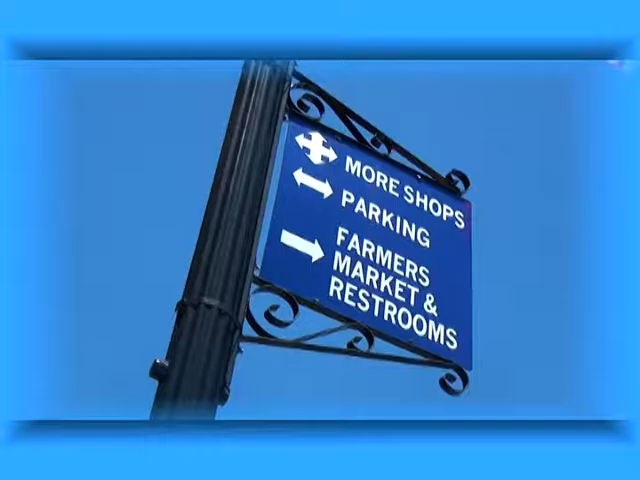 MORE SHOPS
PARKING
FARMERS
MARKET &
RESTROOMS